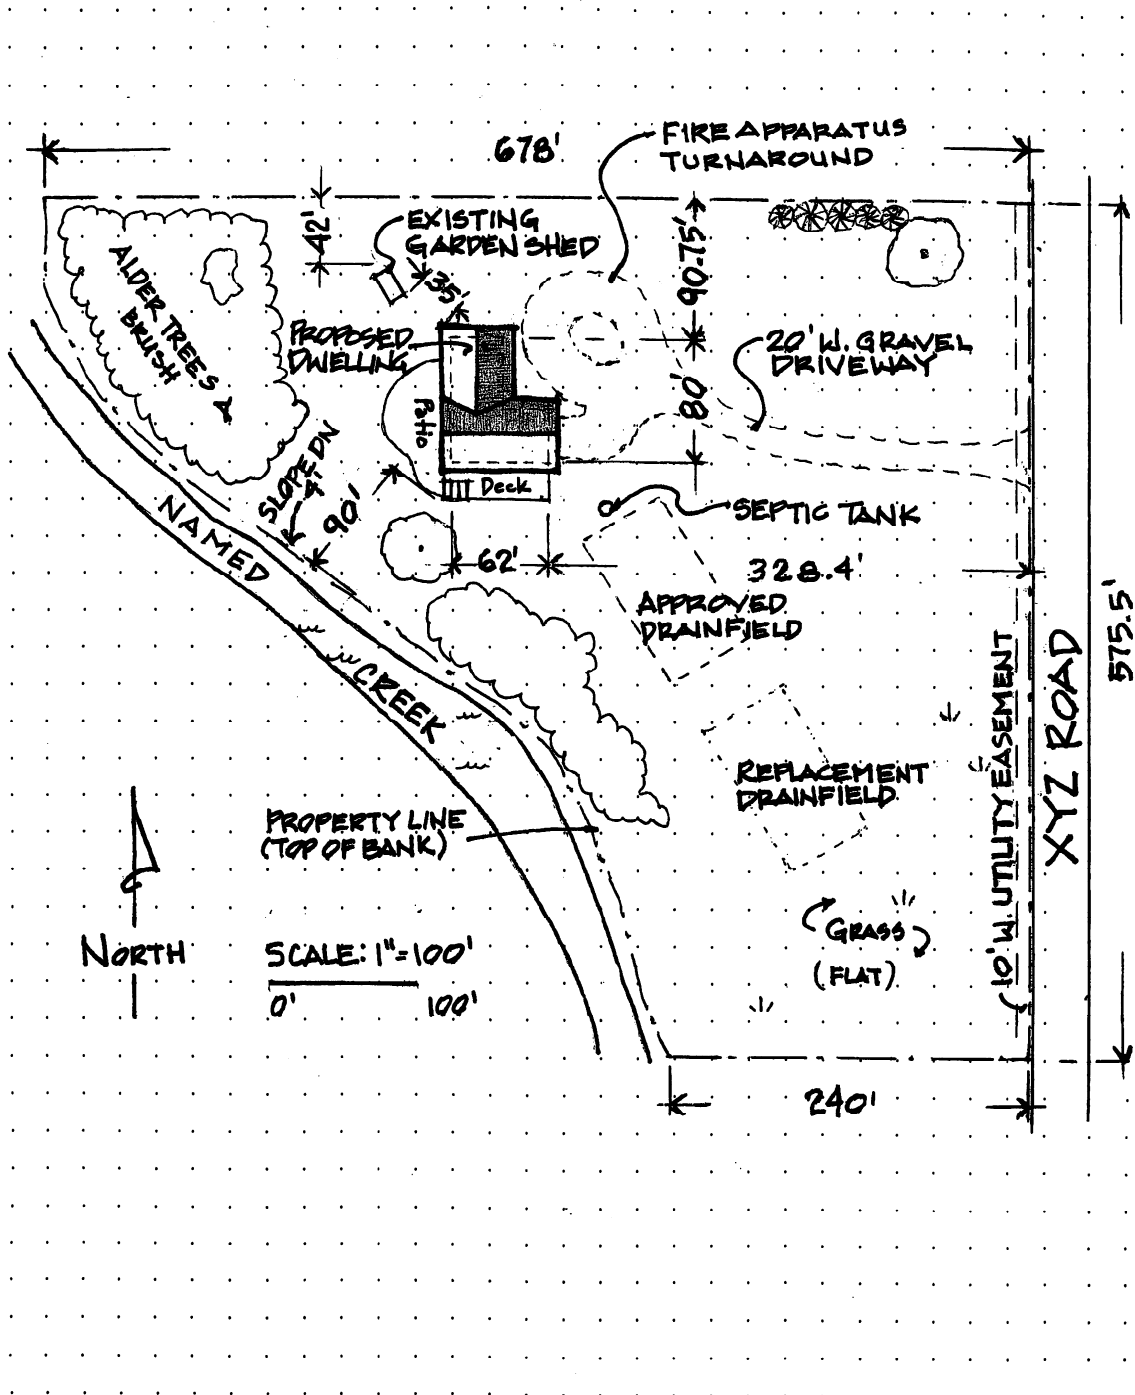 678'
FIRE APPARATUS
TURNAROUND
42'
EXISTING
GARDEN SHED
35'
90.75'
ALDER TREES &
BRUSH
PROPOSED
DWELLING
20' W. GRAVEL
DRIVEWAY
80'
Patio
SLOPE DN
4'
90'
Deck
SEPTIC TANK
NAMED
CREEK
62'
328.4'
APPROVED
DRAINFIELD
575.5'
XYZ ROAD
10' W. UTILITY EASEMENT
REPLACEMENT
DRAINFIELD
PROPERTY LINE
(TOP OF BANK)
GRASS
(FLAT)
NORTH
SCALE: 1"=100'
0' 100'
240'